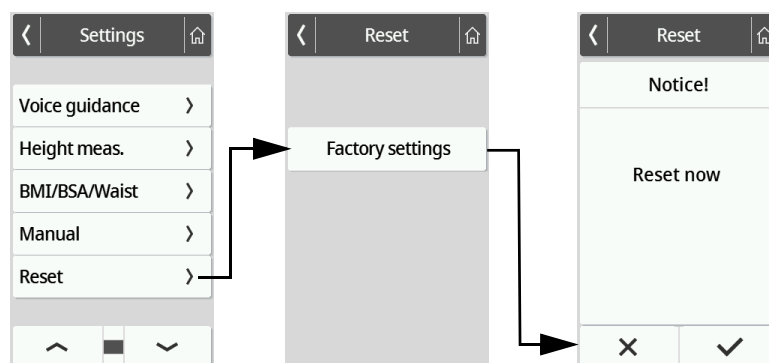 Settings
Voice guidance
Height meas.
BMI/BSA/Waist
Manual
Reset
Reset
Factory settings
Reset
Notice!
Reset now